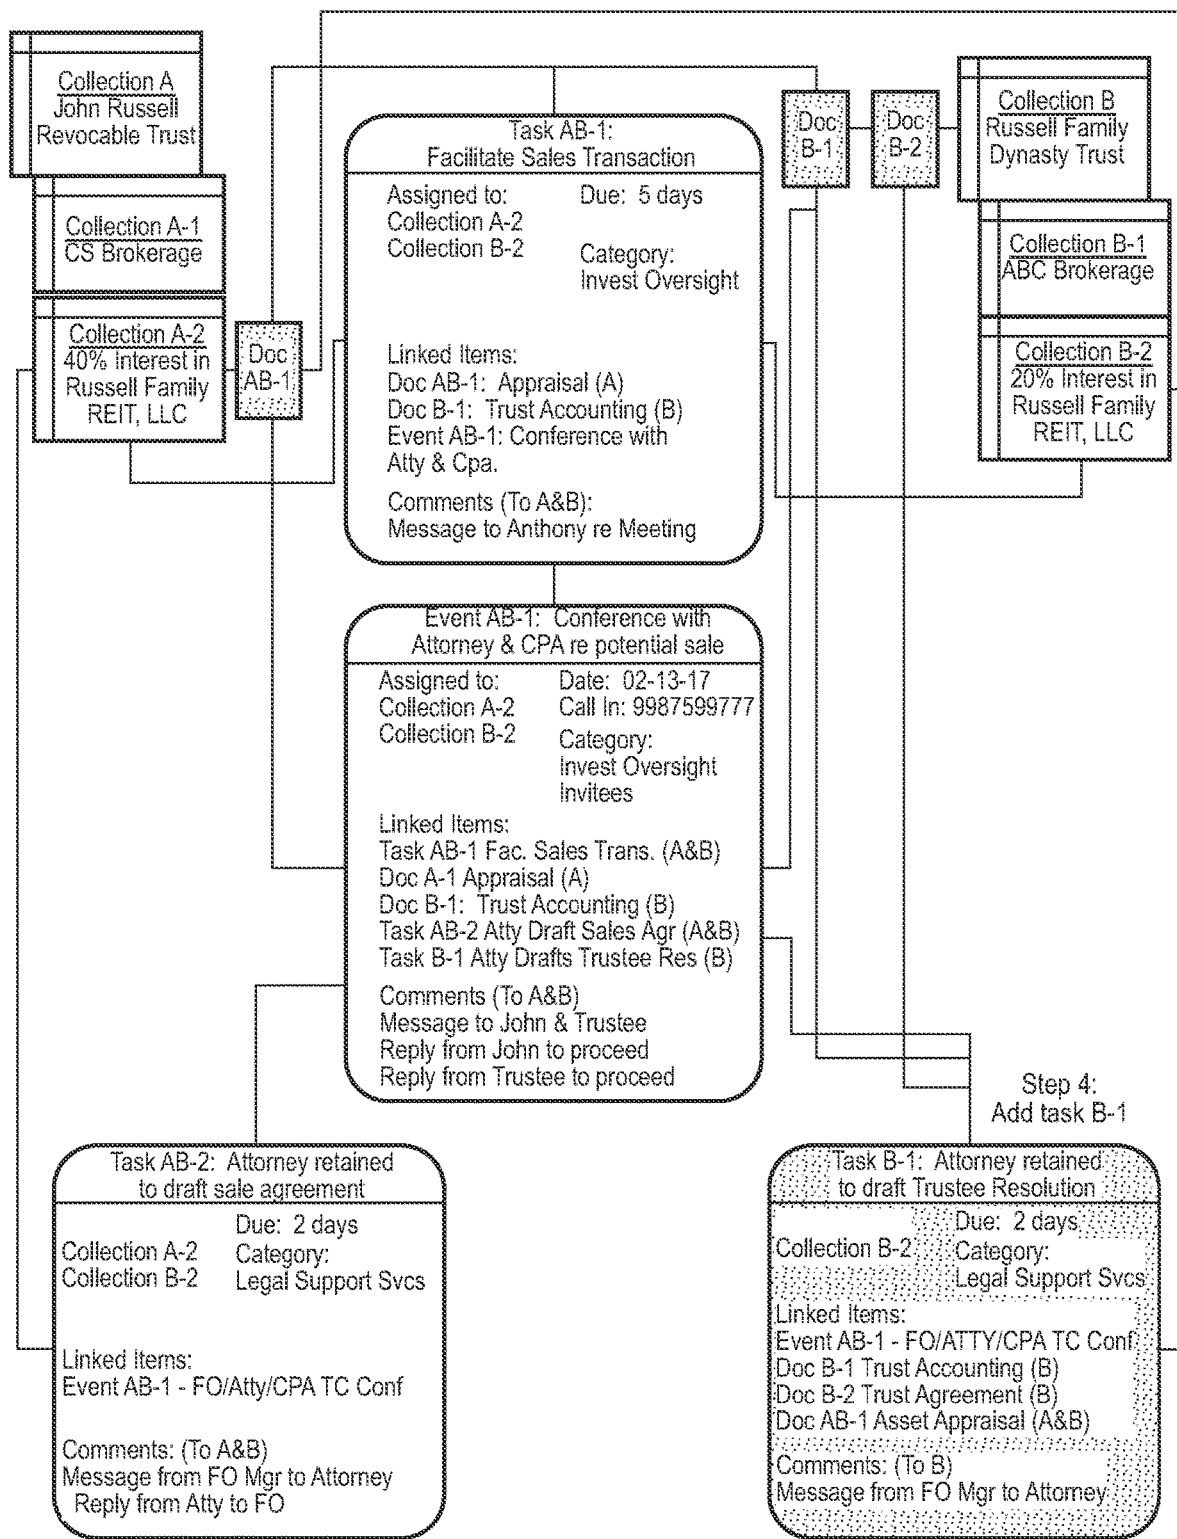 Collection A
John Russell
Revocable Trust
Collection A-1
CS Brokerage
Collection A-2
40% Interest in
Russell Family
REIT, LLC
Doc
AB-1
Task AB-1:
Facilitate Sales Transaction
Assigned to:
Collection A-2
Collection B-2
Due: 5 days
Category:
Invest Oversight
Linked Items:
Doc AB-1: Appraisal (A)
Doc B-1: Trust Accounting (B)
Event AB-1: Conference with
Atty & Cpa.
Comments (To A&B):
Message to Anthony re Meeting
Doc
B-1
Doc
B-2
Collection B
Russell Family
Dynasty Trust
Collection B-1
ABC Brokerage
Collection B-2
20% Interest in
Russell Family
REIT, LLC
Event AB-1: Conference with
Attorney & CPA re potential sale
Assigned to:
Collection A-2
Collection B-2
Date: 02-13-17
Call In: 9987599777
Category:
Invest Oversight
Invitees
Linked Items:
Task AB-1 Fac. Sales Trans. (A&B)
Doc A-1 Appraisal (A)
Doc B-1: Trust Accounting (B)
Task AB-2 Atty Draft Sales Agr (A&B)
Task B-1 Atty Drafts Trustee Res (B)
Comments (To A&B)
Message to John & Trustee
Reply from John to proceed
Reply from Trustee to proceed
Task AB-2: Attorney retained
to draft sale agreement
Due: 2 days
Collection A-2
Collection B-2
Category:
Legal Support Svcs
Linked Items:
Event AB-1 - FO/Atty/CPA TC Conf
Comments: (To A&B)
Message from FO Mgr to Attorney
Reply from Atty to FO
Step 4:
Add task B-1
Task B-1: Attorney retained
to draft Trustee Resolution
Due: 2 days
Collection B-2
Category:
Legal Support Svcs
Linked Items:
Event AB-1 - FO/ATTY/CPA TC Conf
Doc B-1 Trust Accounting (B)
Doc B-2 Trust Agreement (B)
Doc AB-1 Asset Appraisal (A&B)
Comments: (To B)
Message from FO Mgr to Attorney